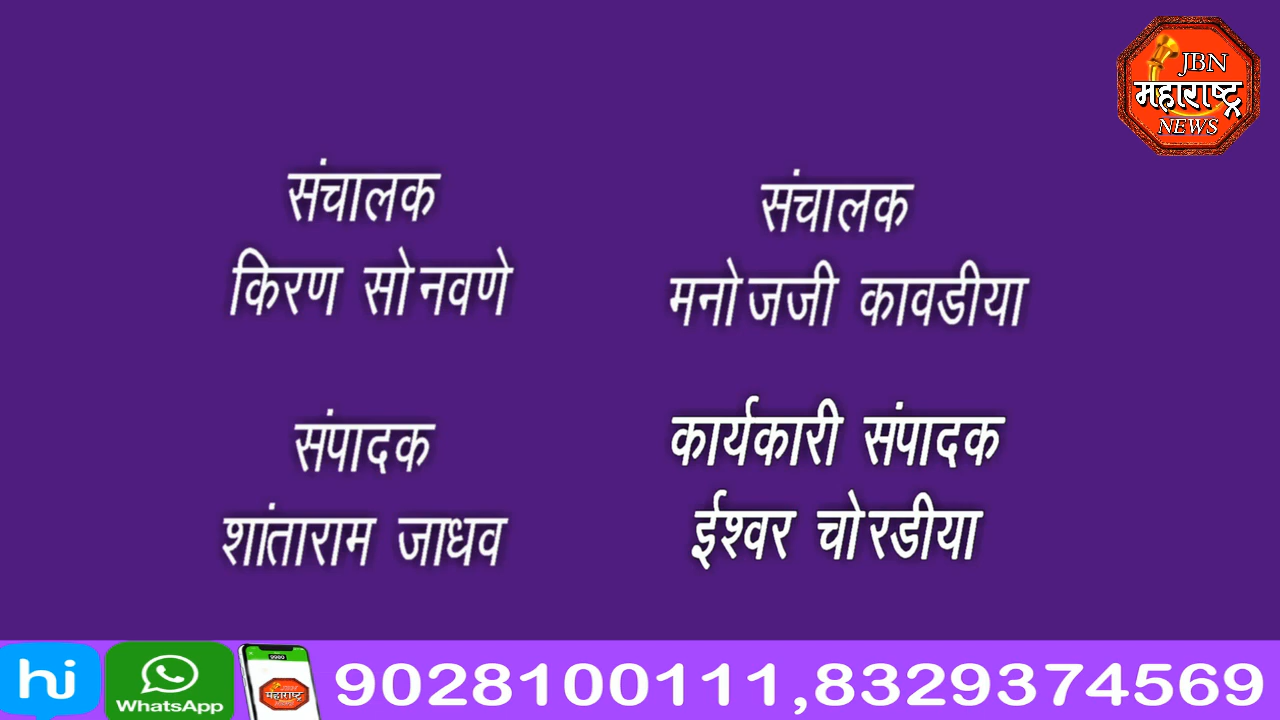 JBN
महाराष्ट्र
NEWS
संचालक
किरण सोनवणे
संचालक
मनोजजी कावडीया
संपादक
शांताराम जाधव
कार्यकारी संपादक
ईश्वर चोरडीया
hi
WhatsApp
महाराष्ट्र
9028100111,8329374569